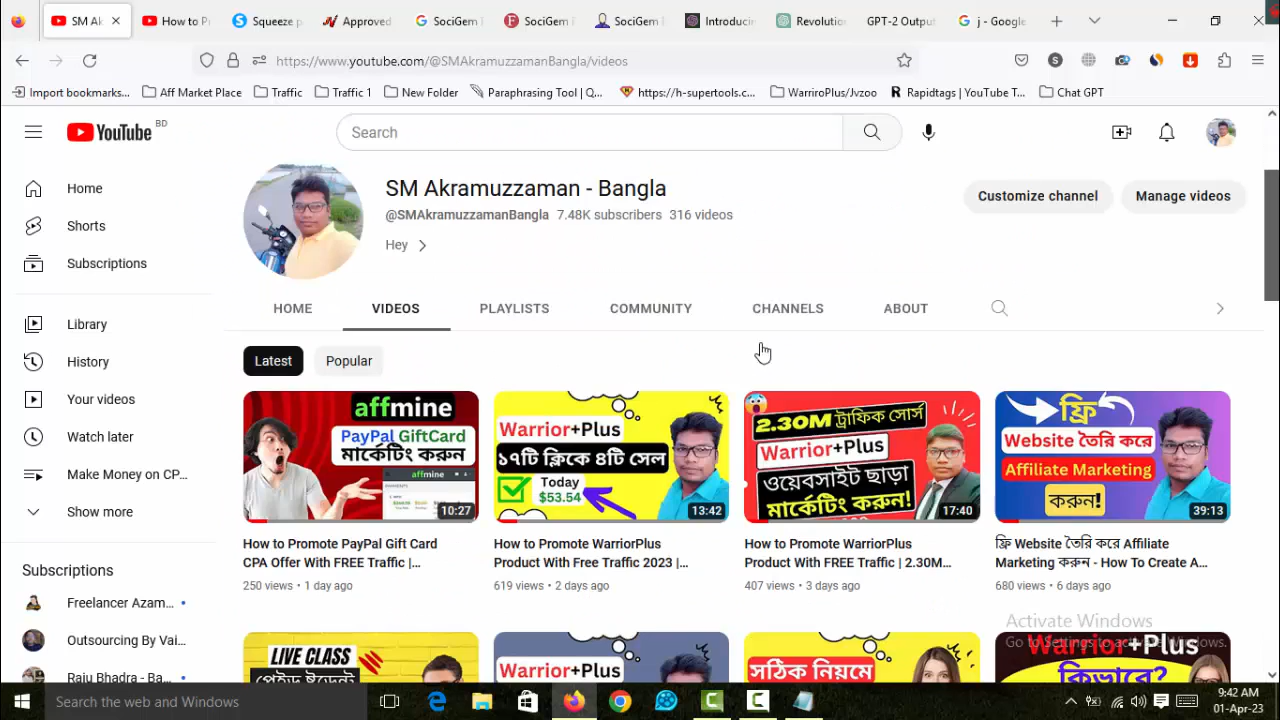 SM Ak
How to P
Squeeze p
Approved
SociGem
SociGem
SociGem
Introducin
Revolution
GPT-2 Output
j - Google
https://www.youtube.com/@SMAkramuzzamanBangla/videos
Import bookmarks...
Aff Market Place
Traffic
Traffic 1
New Folder
Paraphrasing Tool | Q...
https://h-supertools.c...
WarriroPlus/Jvzoo
Rapidtags | YouTube T...
Chat GPT
YouTube
BD
Search
Home
Shorts
Subscriptions
Library
History
Your videos
Watch later
Make Money on CP...
Show more
Subscriptions
Freelancer Azam...
Outsourcing By Vai...
Raju Bhadra - Ba...
SM Akramuzzaman - Bangla
@SMAkramuzzamanBangla 7.48K subscribers 316 videos
Hey
Customize channel
Manage videos
HOME
VIDEOS
PLAYLISTS
COMMUNITY
CHANNELS
ABOUT
Latest
Popular
affmine
PayPal GiftCard
মার্কেটিং করুন
affmine
10:27
How to Promote PayPal Gift Card
CPA Offer With FREE Traffic |...
250 views • 1 day ago
Warrior+Plus
১৭টি ক্লিকে ৪টি সেল
Today
$53.54
13:42
How to Promote WarriorPlus
Product With Free Traffic 2023 |...
619 views • 2 days ago
2.30M ট্রাফিক সোর্স
Warrior+Plus
ওয়েবসাইট ছাড়া
মার্কেটিং করুন!
17:40
How to Promote WarriorPlus
Product With FREE Traffic | 2.30M...
407 views • 3 days ago
ফ্রি
Website তৈরি করে
Affiliate Marketing
করুন!
39:13
ফ্রি Website তৈরি করে Affiliate
Marketing করুন - How To Create A...
680 views • 6 days ago
LIVE CLASS
পেইড স্টুডেন্ট
Warrior+Plus
সঠিক নিয়মে
Warrior+Plus
কিভাবে?
Activate Windows
Go to Settings to activate Windows.
Search the web and Windows
9:42 AM
01-Apr-23